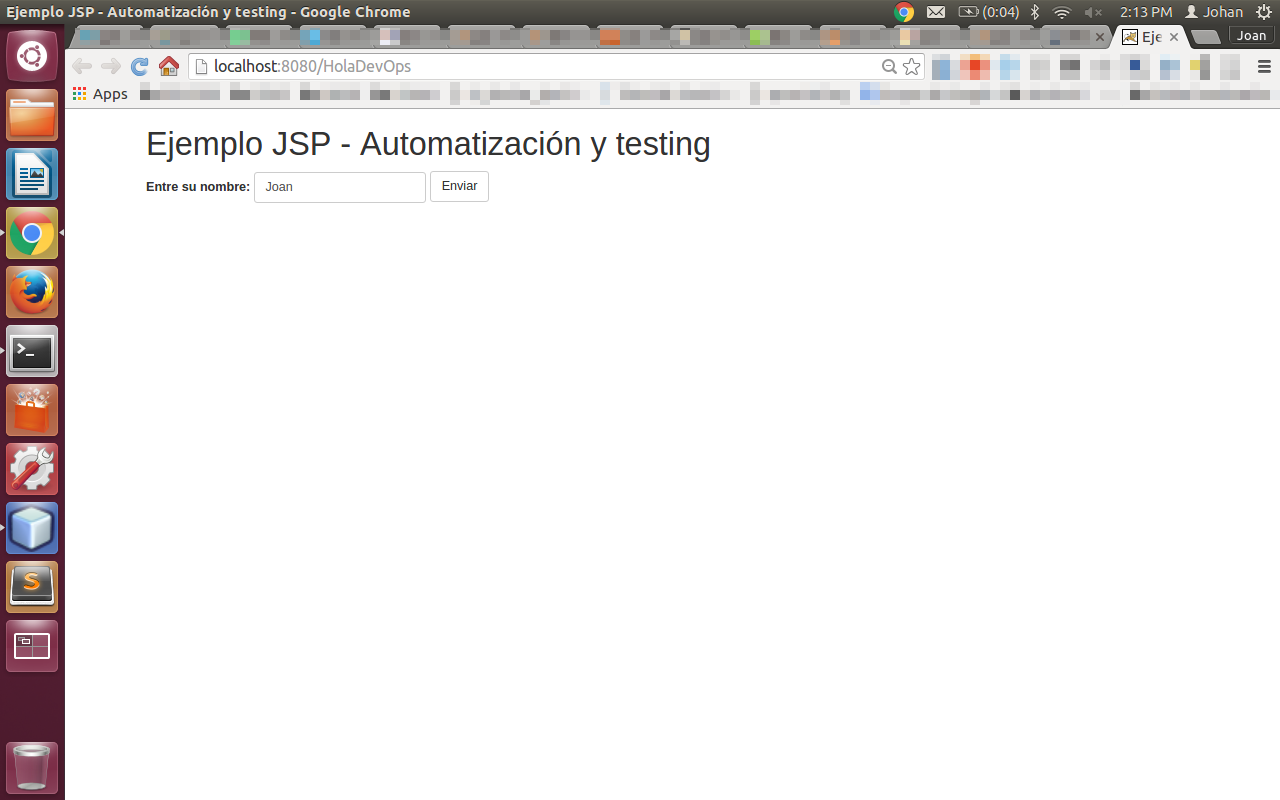 Ejemplo JSP - Automatización y testing - Google Chrome
(0:04)
2:13 PM
Johan
Eje
Joan
localhost:8080/HolaDevOps
Apps
Ejemplo JSP - Automatización y testing
Entre su nombre: Joan Enviar